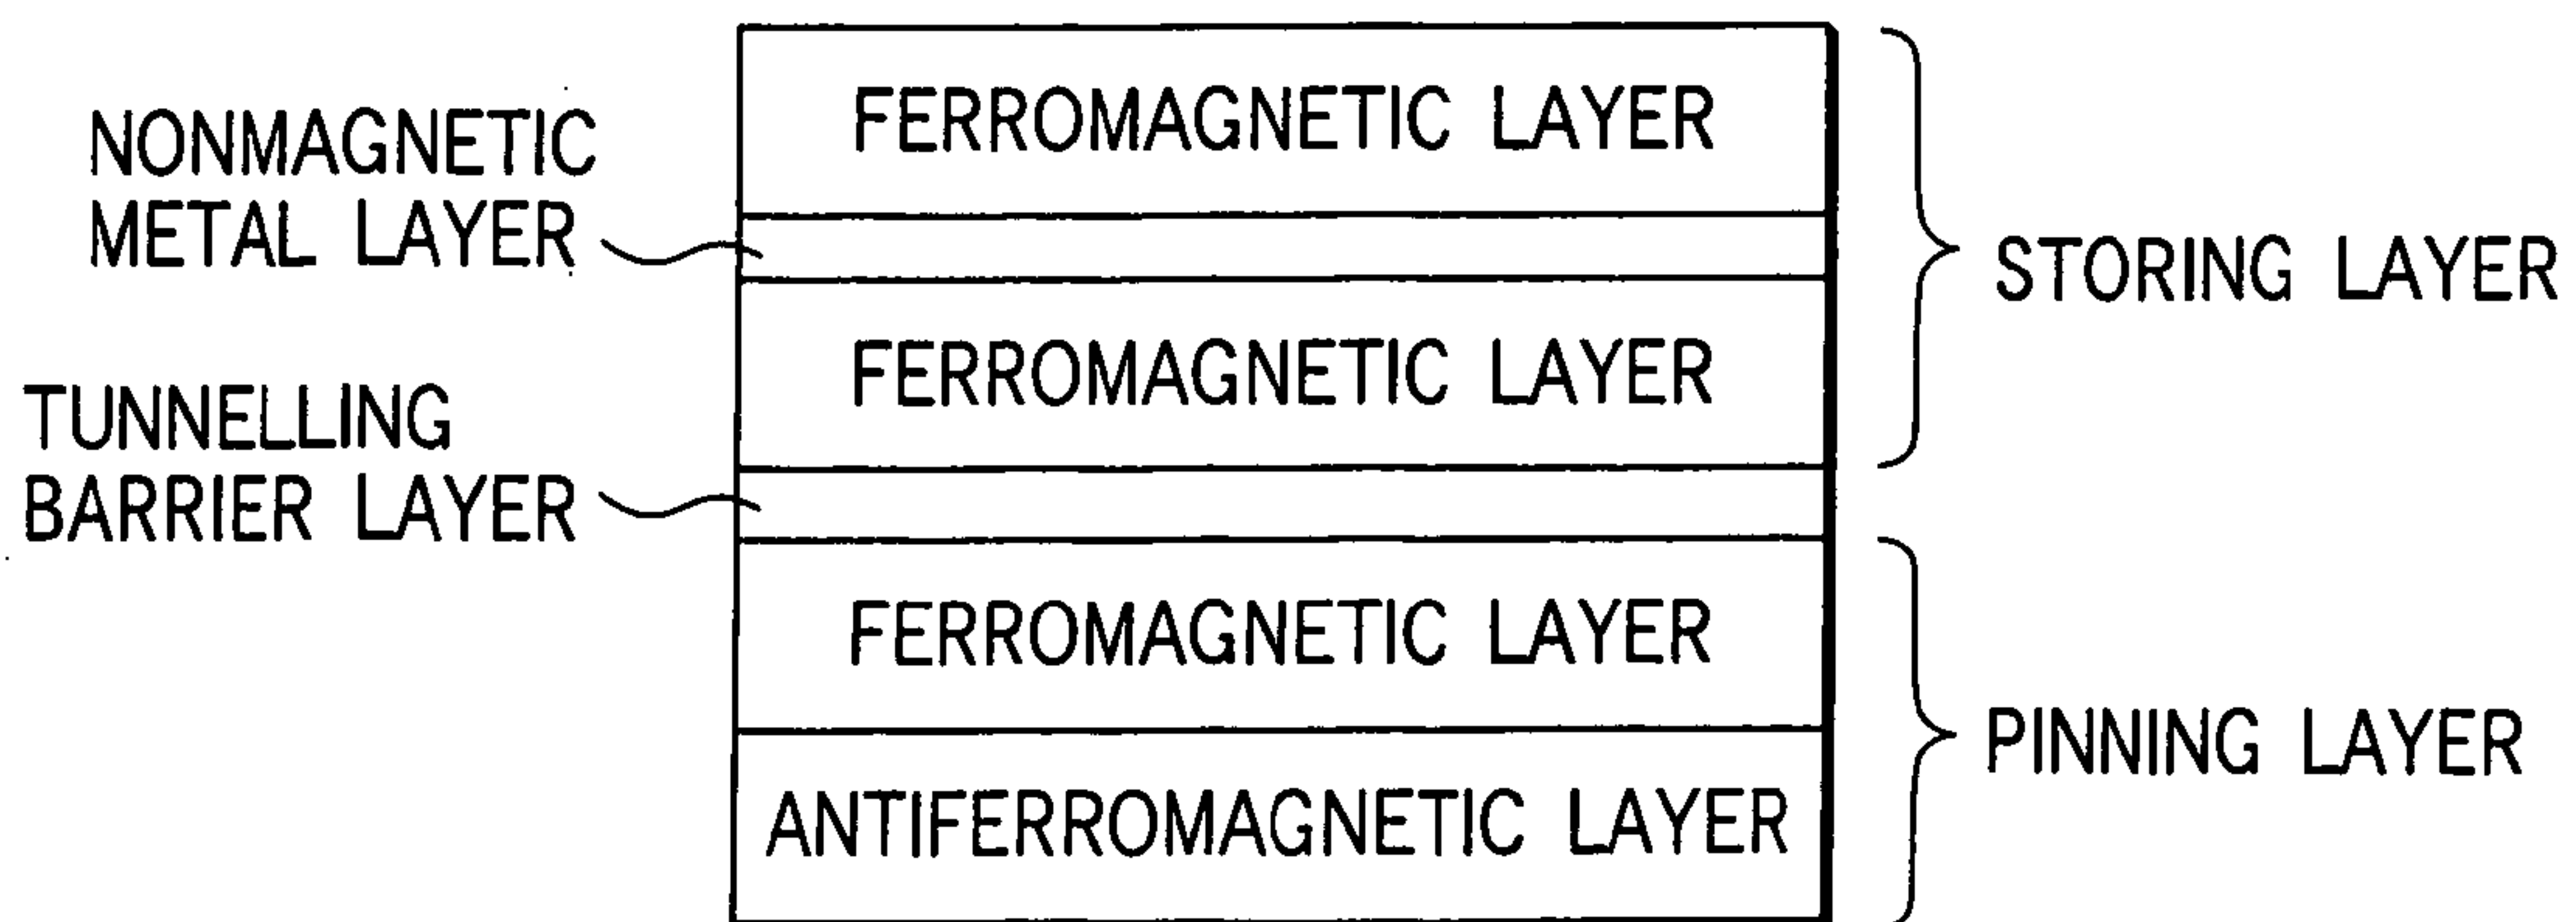 FERROMAGNETIC LAYER
NONMAGNETIC
METAL LAYER
STORING LAYER
FERROMAGNETIC LAYER
TUNNELLING
BARRIER LAYER
FERROMAGNETIC LAYER
PINNING LAYER
ANTIFERROMAGNETIC LAYER